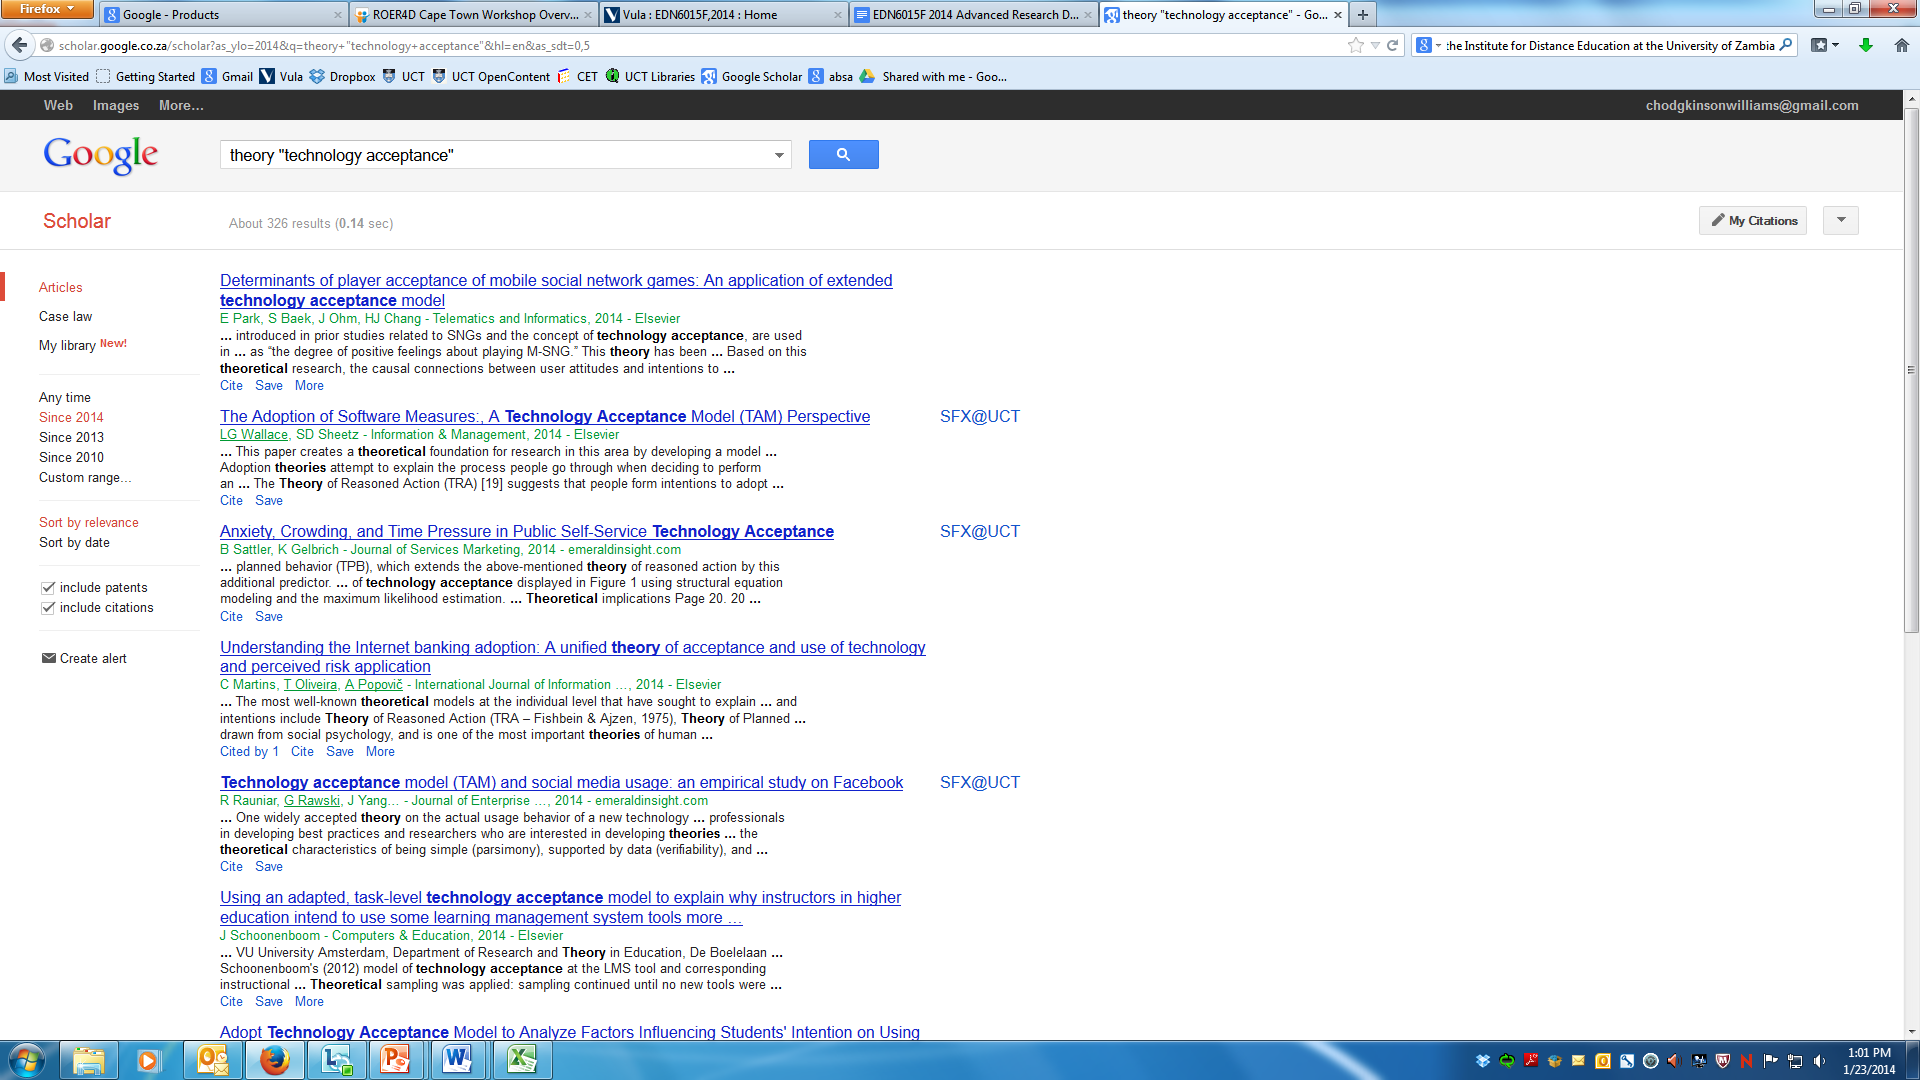 Firefox
Google - Products
ROER4D Cape Town Workshop Overv...
Vula : EDN6015F,2014 : Home
EDN6015F 2014 Advanced Research D...
theory "technology acceptance" - Go...
scholar.google.co.za/scholar?as_ylo=2014&q=theory+"technology+acceptance"&hl=en&as_sdt=0,5
:he Institute for Distance Education at the University of Zambia
Most Visited Getting Started Gmail Vula Dropbox UCT UCT OpenContent CET UCT Libraries Google Scholar absa Shared with me - Goo...
Web Images More...
chodgkinsonwilliams@gmail.com
Google
theory "technology acceptance"
Scholar
About 326 results (0.14 sec)
My Citations
Articles
Case law
My library New!
Any time
Since 2014
Since 2013
Since 2010
Custom range...
Sort by relevance
Sort by date
include patents
include citations
Create alert
Determinants of player acceptance of mobile social network games: An application of extended
technology acceptance model
E Park, S Baek, J Ohm, HJ Chang - Telematics and Informatics, 2014 - Elsevier
... introduced in prior studies related to SNGs and the concept of technology acceptance, are used
in ... as “the degree of positive feelings about playing M-SNG.” This theory has been ... Based on this
theoretical research, the causal connections between user attitudes and intentions to ...
Cite Save More
The Adoption of Software Measures:, A Technology Acceptance Model (TAM) Perspective
SFX@UCT
LG Wallace, SD Sheetz - Information & Management, 2014 - Elsevier
... This paper creates a theoretical foundation for research in this area by developing a model ...
Adoption theories attempt to explain the process people go through when deciding to perform
an ... The Theory of Reasoned Action (TRA) [19] suggests that people form intentions to adopt ...
Cite Save
Anxiety, Crowding, and Time Pressure in Public Self-Service Technology Acceptance
SFX@UCT
B Sattler, K Gelbrich - Journal of Services Marketing, 2014 - emeraldinsight.com
... planned behavior (TPB), which extends the above-mentioned theory of reasoned action by this
additional predictor. ... of technology acceptance displayed in Figure 1 using structural equation
modeling and the maximum likelihood estimation. ... Theoretical implications Page 20. 20 ...
Cite Save
Understanding the Internet banking adoption: A unified theory of acceptance and use of technology
and perceived risk application
C Martins, T Oliveira, A Popovič - International Journal of Information ..., 2014 - Elsevier
... The most well-known theoretical models at the individual level that have sought to explain ... and
intentions include Theory of Reasoned Action (TRA – Fishbein & Ajzen, 1975), Theory of Planned ...
drawn from social psychology, and is one of the most important theories of human ...
Cited by 1 Cite Save More
Technology acceptance model (TAM) and social media usage: an empirical study on Facebook
SFX@UCT
R Rauniar, G Rawski, J Yang... - Journal of Enterprise ..., 2014 - emeraldinsight.com
... One widely accepted theory on the actual usage behavior of a new technology ... professionals
in developing best practices and researchers who are interested in developing theories ... the
theoretical characteristics of being simple (parsimony), supported by data (verifiability), and ...
Cite Save
Using an adapted, task-level technology acceptance model to explain why instructors in higher
education intend to use some learning management system tools more ...
J Schoonenboom - Computers & Education, 2014 - Elsevier
... VU University Amsterdam, Department of Research and Theory in Education, De Boelelaan ...
Schoonenboom's (2012) model of technology acceptance at the LMS tool and corresponding
instructional ... Theoretical sampling was applied: sampling continued until no new tools were ...
Cite Save More
Adopt Technology Acceptance Model to Analyze Factors Influencing Students' Intention on Using
1:01 PM
1/23/2014